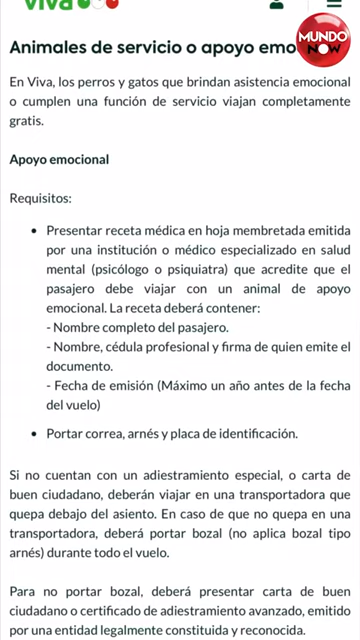 viva
Animales de servicio o apoyo emo
MUNDO
NOW
En Viva, los perros y gatos que brindan asistencia emocional
o cumplen una función de servicio viajan completamente
gratis.
Apoyo emocional
Requisitos:
• Presentar receta médica en hoja membretada emitida
por una institución o médico especializado en salud
mental (psicólogo o psiquiatra) que acredite que el
pasajero debe viajar con un animal de apoyo
emocional. La receta deberá contener:
- Nombre completo del pasajero.
- Nombre, cédula profesional y firma de quien emite el
documento.
- Fecha de emisión (Máximo un año antes de la fecha
del vuelo)
• Portar correa, arnés y placa de identificación.
Si no cuentan con un adiestramiento especial, o carta de
buen ciudadano, deberán viajar en una transportadora que
quepa debajo del asiento. En caso de que no quepa en una
transportadora, deberá portar bozal (no aplica bozal tipo
arnés) durante todo el vuelo.
Para no portar bozal, deberá presentar carta de buen
ciudadano o certificado de adiestramiento avanzado, emitido
por una entidad legalmente constituida y reconocida.